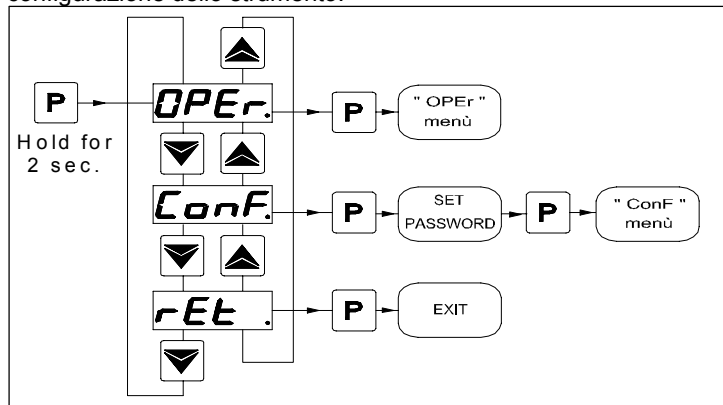 configurazione dello strumento.
P
Hold for
2 sec.
OPEr.
P
" OPEr "
menù
ConF.
P
SET
PASSWORD
P
" ConF "
menù
rEt .
P
EXIT